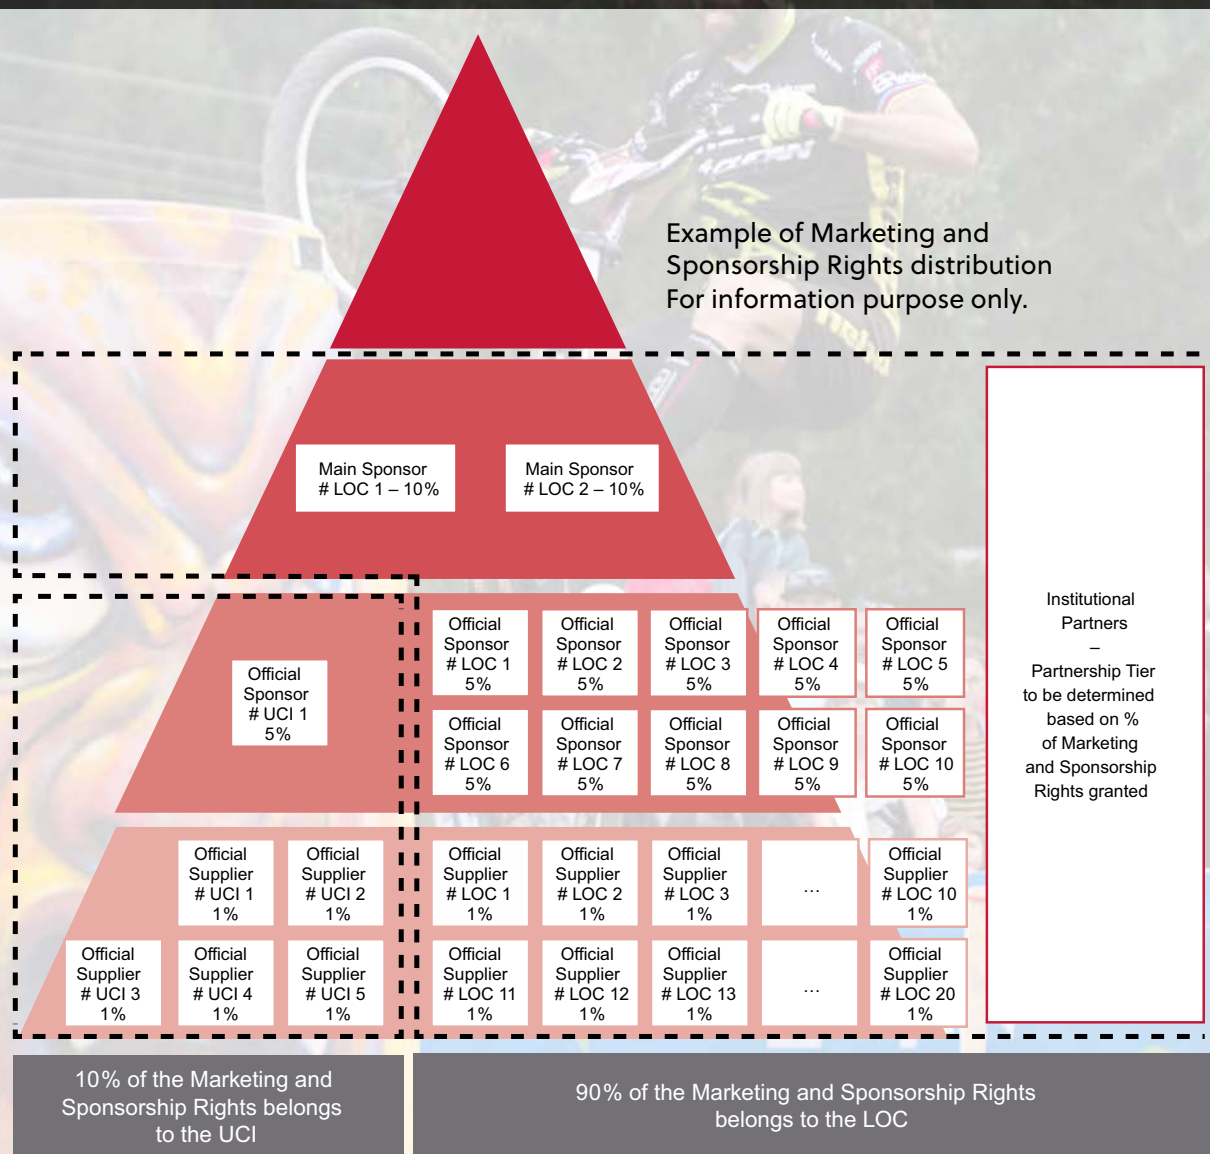 Example of Marketing and
Sponsorship Rights distribution
For information purpose only.
Main Sponsor
# LOC 1 – 10%
Main Sponsor
# LOC 2 – 10%
Official
Sponsor
# UCI 1
5%
Official
Sponsor
# LOC 1
5%
Official
Sponsor
# LOC 2
5%
Official
Sponsor
# LOC 3
5%
Official
Sponsor
# LOC 4
5%
Official
Sponsor
# LOC 5
5%
Official
Sponsor
# LOC 6
5%
Official
Sponsor
# LOC 7
5%
Official
Sponsor
# LOC 8
5%
Official
Sponsor
# LOC 9
5%
Official
Sponsor
# LOC 10
5%
Official
Supplier
# UCI 1
1%
Official
Supplier
# UCI 2
1%
Official
Supplier
# UCI 3
1%
Official
Supplier
# UCI 4
1%
Official
Supplier
# UCI 5
1%
Official
Supplier
# LOC 1
1%
Official
Supplier
# LOC 2
1%
Official
Supplier
# LOC 3
1%
...
Official
Supplier
# LOC 10
1%
Official
Supplier
# LOC 11
1%
Official
Supplier
# LOC 12
1%
Official
Supplier
# LOC 13
1%
...
Official
Supplier
# LOC 20
1%
Institutional
Partners
–
Partnership Tier
to be determined
based on %
of Marketing
and Sponsorship
Rights granted
10% of the Marketing and
Sponsorship Rights belongs
to the UCI
90% of the Marketing and Sponsorship Rights
belongs to the LOC